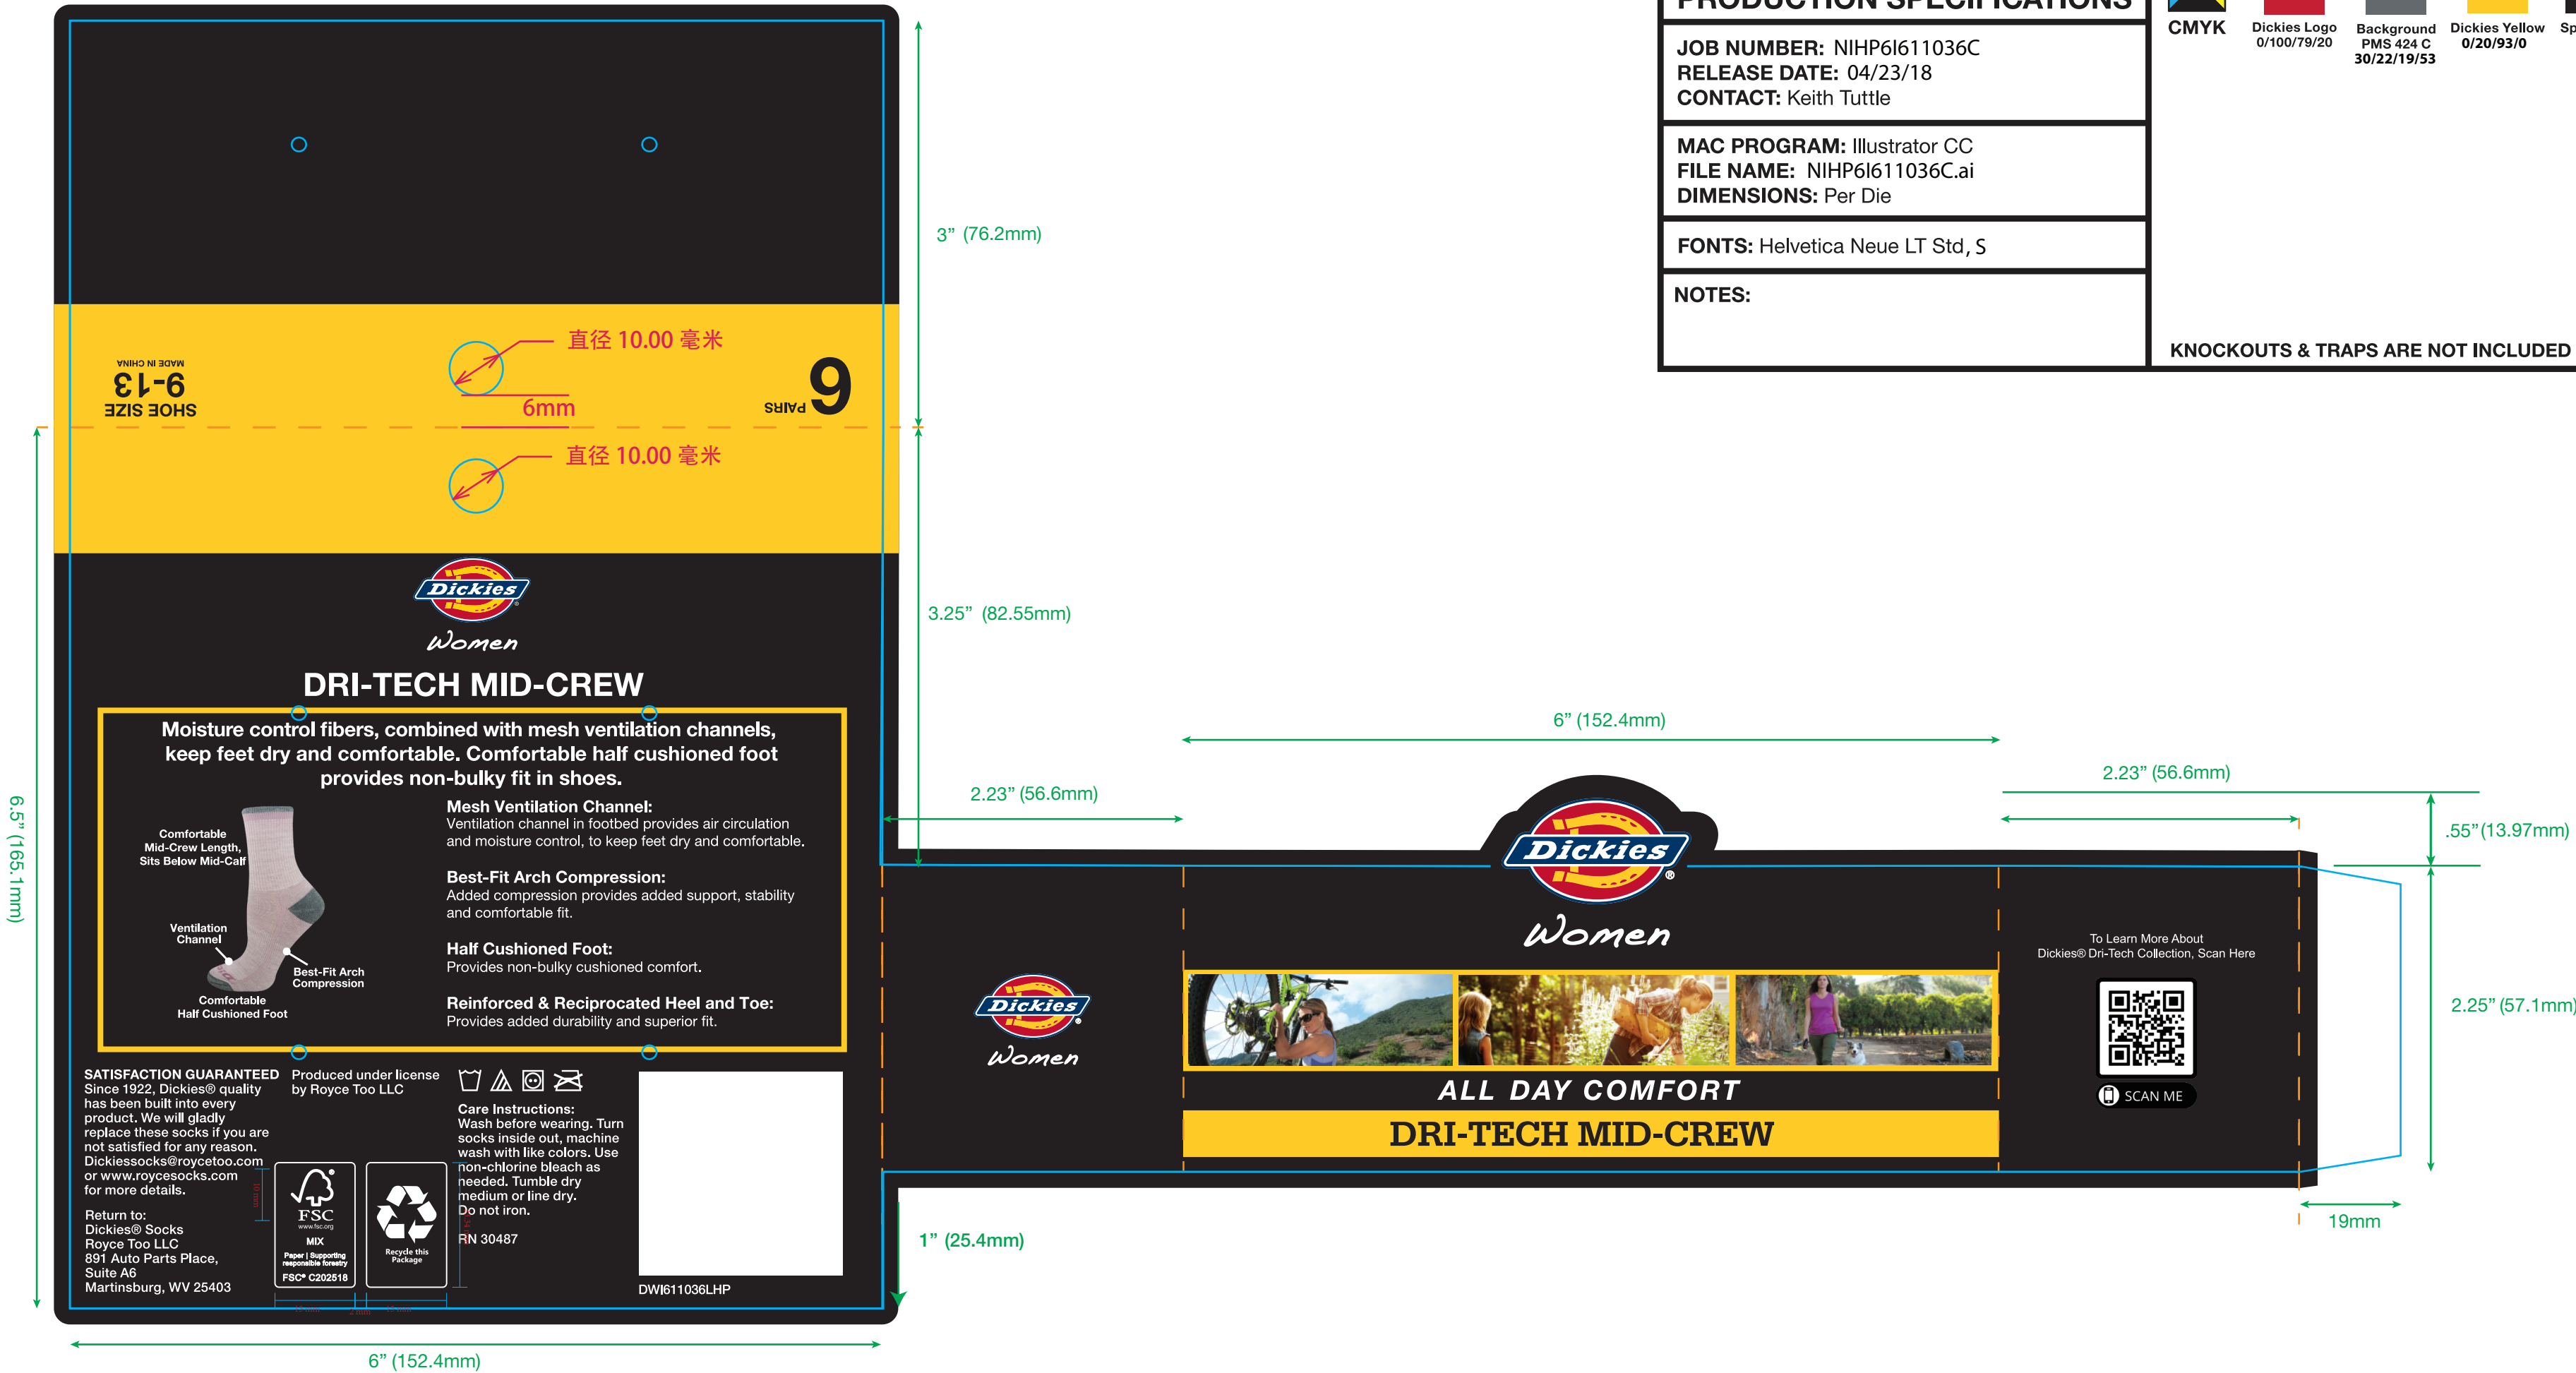 PRODUCTION SPECIFICATIONS
JOB NUMBER: NIHP6I611036C
RELEASE DATE: 04/23/18
CONTACT: Keith Tuttle
MAC PROGRAM: Illustrator CC
FILE NAME: NIHP6I611036C.ai
DIMENSIONS: Per Die
FONTS: Helvetica Neue LT Std, S
NOTES:
CMYK
Dickies Logo
0/100/79/20
Background
PMS 424 C
30/22/19/53
Dickies Yellow
0/20/93/0
Sp
KNOCKOUTS & TRAPS ARE NOT INCLUDED
3” (76.2mm)
直径 10.00 毫米
6mm
SHOE SIZE
9-13
MADE IN CHINA
6 PAIRS
直径 10.00 毫米
3.25” (82.55mm)
6.5” (165.1mm)
Dickies
®
Women
DRI-TECH MID-CREW
Moisture control fibers, combined with mesh ventilation channels,
keep feet dry and comfortable. Comfortable half cushioned foot
provides non-bulky fit in shoes.
Comfortable
Mid-Crew Length,
Sits Below Mid-Calf
Ventilation
Channel
Best-Fit Arch
Compression
Comfortable
Half Cushioned Foot
Mesh Ventilation Channel:
Ventilation channel in footbed provides air circulation
and moisture control, to keep feet dry and comfortable.
Best-Fit Arch Compression:
Added compression provides added support, stability
and comfortable fit.
Half Cushioned Foot:
Provides non-bulky cushioned comfort.
Reinforced & Reciprocated Heel and Toe:
Provides added durability and superior fit.
SATISFACTION GUARANTEED
Since 1922, Dickies® quality
has been built into every
product. We will gladly
replace these socks if you are
not satisfied for any reason.
Dickiessocks@roycetoo.com
or www.roycesocks.com
for more details.
Return to:
Dickies® Socks
Royce Too LLC
891 Auto Parts Place,
Suite A6
Martinsburg, WV 25403
Produced under license
by Royce Too LLC
FSC
www.fsc.org
MIX
Paper | Supporting
responsible forestry
FSC® C202518
Recycle this
Package
2 mm
Care Instructions:
Wash before wearing. Turn
socks inside out, machine
wash with like colors. Use
non-chlorine bleach as
needed. Tumble dry
medium or line dry.
Do not iron.
RN 30487
DWI611036LHP
6” (152.4mm)
1” (25.4mm)
2.23” (56.6mm)
6” (152.4mm)
2.23” (56.6mm)
.55” (13.97mm)
2.25” (57.1mm)
19mm
Dickies
®
Women
Dickies
®
Women
ALL DAY COMFORT
DRI-TECH MID-CREW
To Learn More About
Dickies® Dri-Tech Collection, Scan Here
SCAN ME